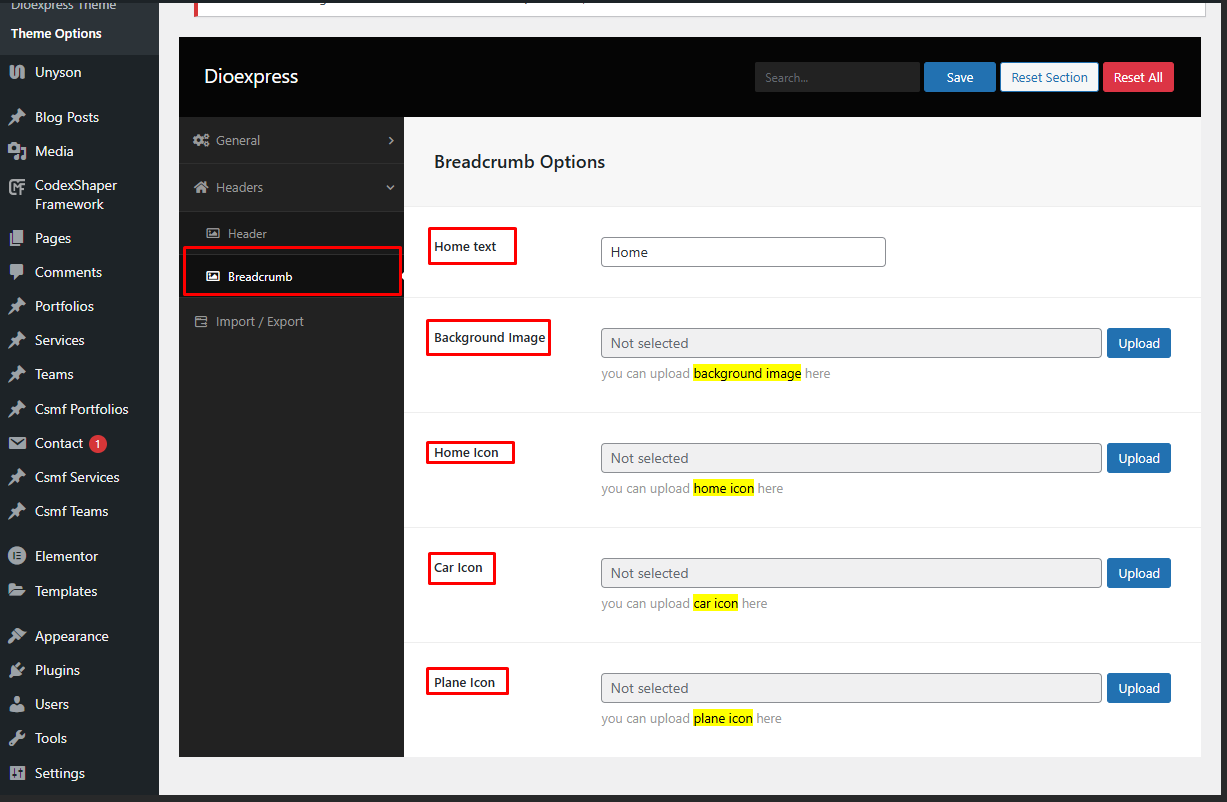 Dioexpress Theme
Theme Options
Unyson
Blog Posts
Media
CodexShaper
Framework
Pages
Comments
Portfolios
Services
Teams
Csmf Portfolios
Contact 1
Csmf Services
Csmf Teams
Elementor
Templates
Appearance
Plugins
Users
Tools
Settings
Dioexpress
Search...
Save
Reset Section
Reset All
General
Headers
Header
Breadcrumb
Import / Export
Breadcrumb Options
Home text
Home
Background Image
Not selected
Upload
you can upload background image here
Home Icon
Not selected
Upload
you can upload home icon here
Car Icon
Not selected
Upload
you can upload car icon here
Plane Icon
Not selected
Upload
you can upload plane icon here